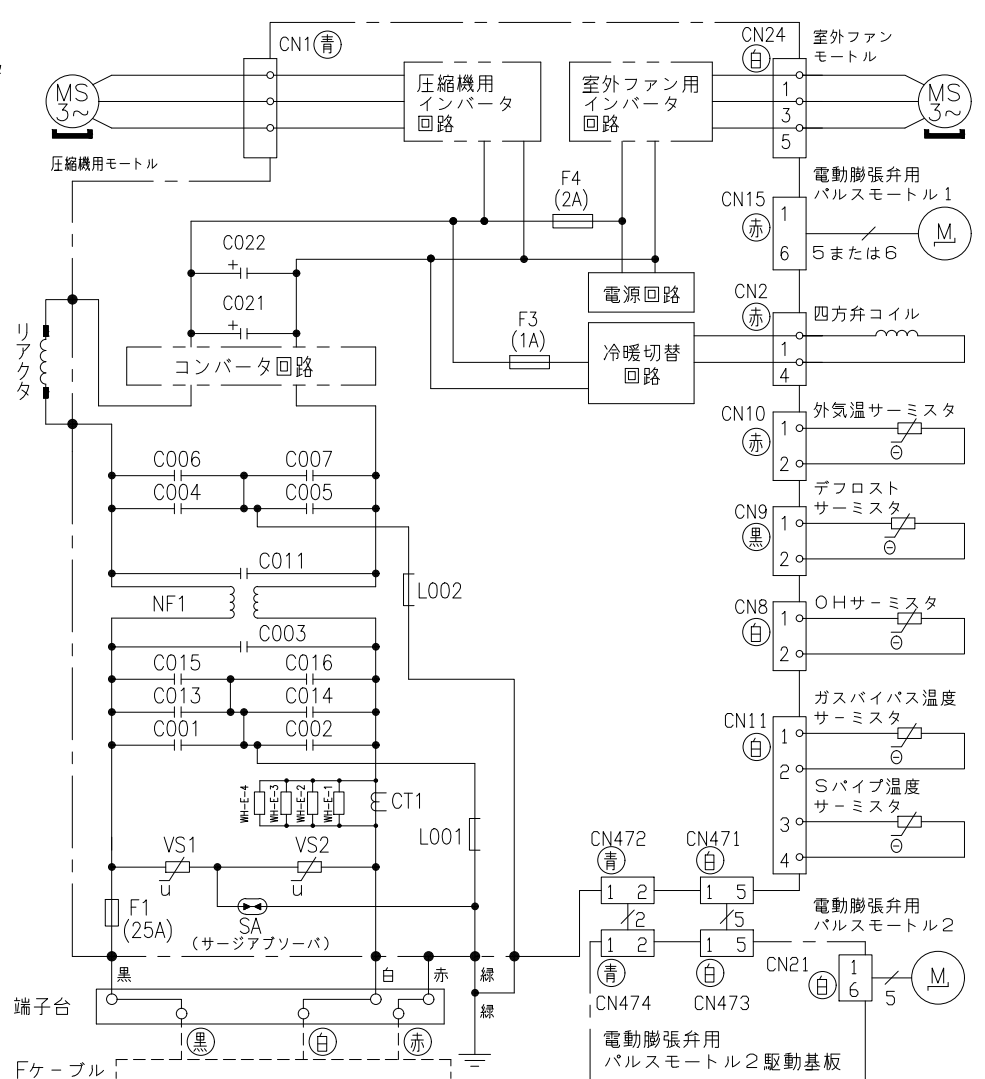 CN1 青
CN24
白
室外ファン
モートル
MS
3～
圧縮機用
インバータ
回路
室外ファン用
インバータ
回路
1
3
5
MS
3～
圧縮機用モートル
F4
(2A)
電動膨張弁用
パルスモートル1
CN15
赤
1
6
5または6
M
C022
+
電源回路
C021
+
CN2
赤
四方弁コイル
F3
(1A)
冷暖切替
回路
1
4
リアクタ
コンバータ回路
CN10
赤
外気温サーミスタ
1
2
C006
C007
C004
C005
デフロスト
サーミスタ
CN9
黒
1
2
C011
L002
NF1
CN8
白
OHサーミスタ
1
2
C003
C015
C016
C013
C014
C001
C002
ガスバイパス温度
サーミスタ
CN11
白
1
2
Sパイプ温度
サーミスタ
3
4
WH-E-4
WH-E-3
WH-E-2
WH-E-1
CT1
L001
VS1
VS2
u
u
CN472
青
CN471
白
1 2
1 5
2
5
F1
(25A)
SA
(サージアブソーバ)
電動膨張弁用
パルスモートル2
1 2
1 5
青
CN474
白
CN473
CN21
白
1
6
5
M
黒
白
赤
緑
緑
端子台
黒
白
赤
Fケーブル
電動膨張弁用
パルスモートル2駆動基板